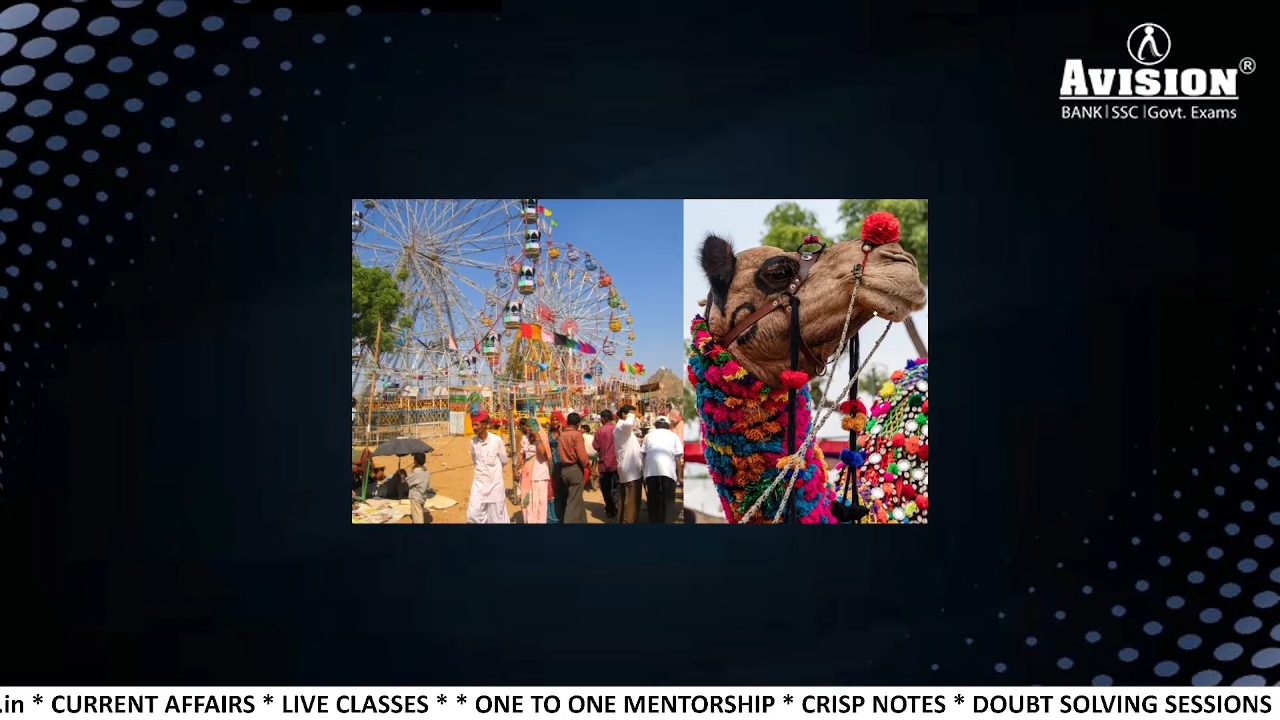 AVISION®
BANK|SSC|Govt. Exams
.in * CURRENT AFFAIRS * LIVE CLASSES * * ONE TO ONE MENTORSHIP * CRISP NOTES * DOUBT SOLVING SESSIONS